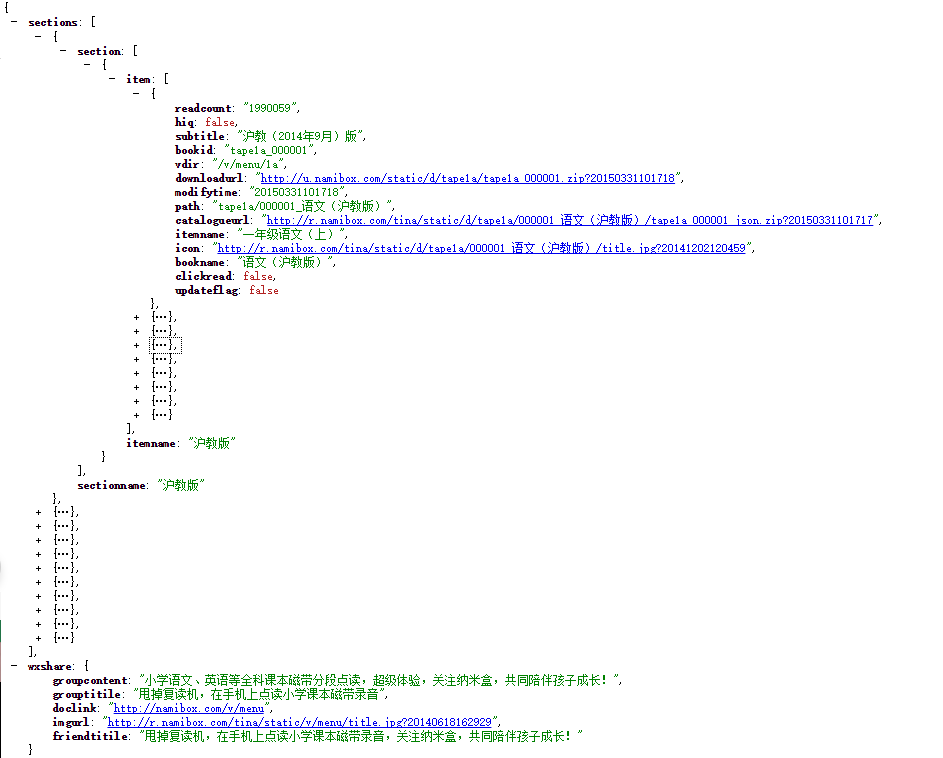 {
－ sections: [
－ {
－ section: [
－ {
－ item: [
－ {
readcount: "1990059",
hiq: false,
subtitle: "沪教（2014年9月）版",
bookid: "tape1a_000001",
vdir: "/v/menu/1a",
downloadurl: "http://u.namibox.com/static/d/tape1a/tape1a_000001.zip?20150331101718",
modifytime: "20150331101718",
path: "tape1a/000001_语文（沪教版）",
catalogueurl: "http://r.namibox.com/tina/static/d/tape1a/000001_语文（沪教版）/tape1a_000001_json.zip?20150331101717",
itemname: "一年级语文（上）",
icon: "http://r.namibox.com/tina/static/d/tape1a/000001_语文（沪教版）/title.jpg?20141202120459",
bookname: "语文（沪教版）",
clickread: false,
updateflag: false
},
+ {…},
+ {…},
+ {…},
+ {…},
+ {…},
+ {…},
+ {…},
+ {…}
],
itemname: "沪教版"
}
],
sectionname: "沪教版"
},
+ {…},
+ {…},
+ {…},
+ {…},
+ {…},
+ {…},
+ {…},
+ {…},
+ {…},
+ {…}
],
－ wxshare: {
groupcontent: "小学语文、英语等全科课本磁带分段点读，超级体验，关注纳米盒，共同陪伴孩子成长！",
grouptitile: "甩掉复读机，在手机上点读小学课本磁带录音",
doclink: "http://namibox.com/v/menu",
imgurl: "http://r.namibox.com/tina/static/v/menu/title.jpg?20140618162929",
friendtitile: "甩掉复读机，在手机上点读小学课本磁带录音，关注纳米盒，共同陪伴孩子成长！"
}